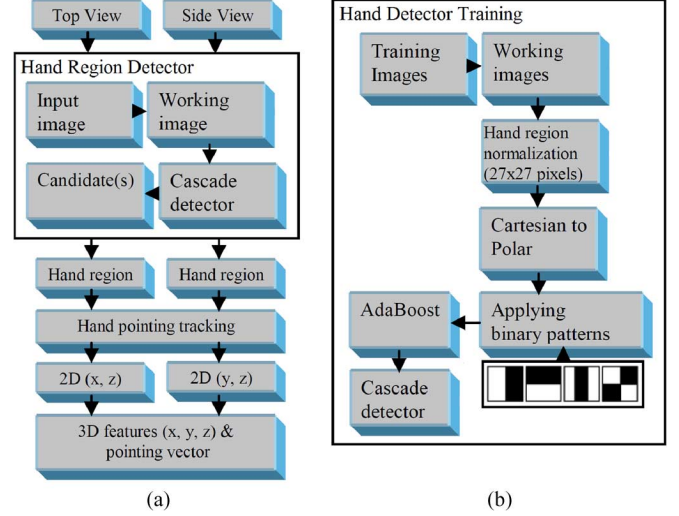 Top View
Side View
Hand Region Detector
Input
image
Working
image
Candidate(s)
Cascade
detector
Hand region
Hand region
Hand pointing tracking
2D (x, z)
2D (y, z)
3D features (x, y, z) &
pointing vector
(a)
Hand Detector Training
Training
Images
Working
images
Hand region
normalization
(27x27 pixels)
Cartesian to
Polar
AdaBoost
Applying
binary patterns
Cascade
detector
(b)